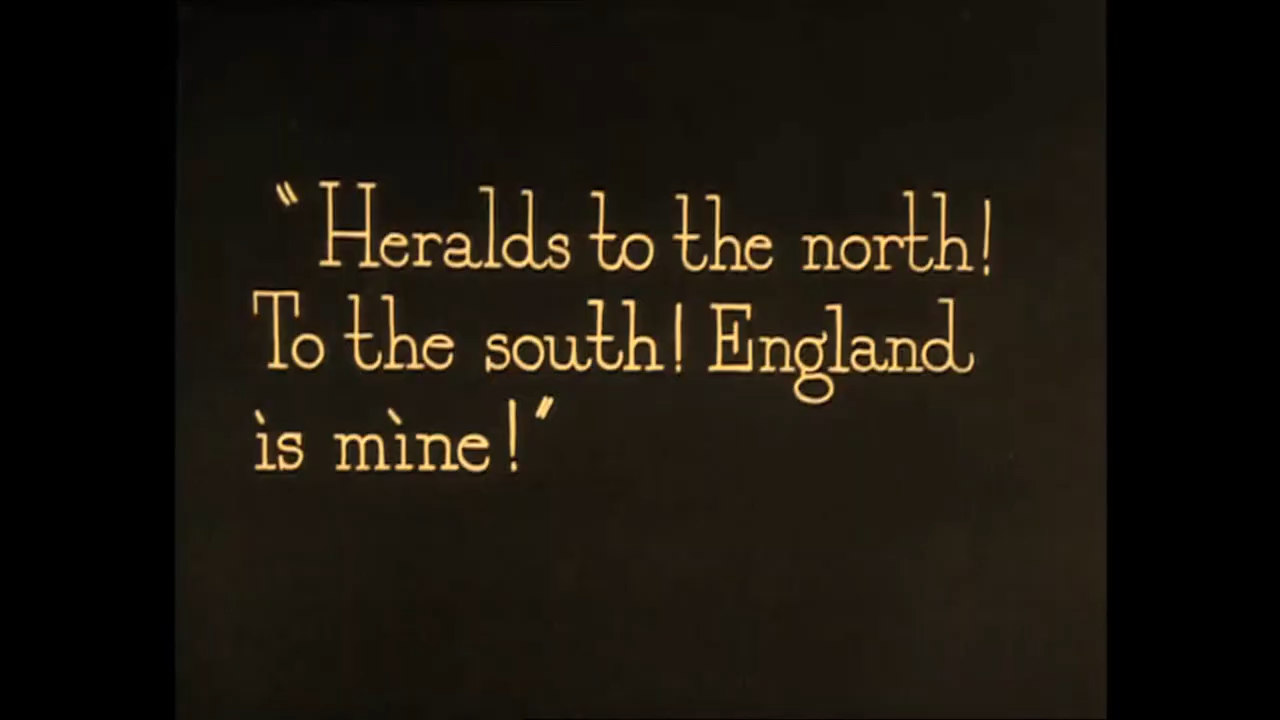 “Heralds to the north!
To the south! England
is mine!”